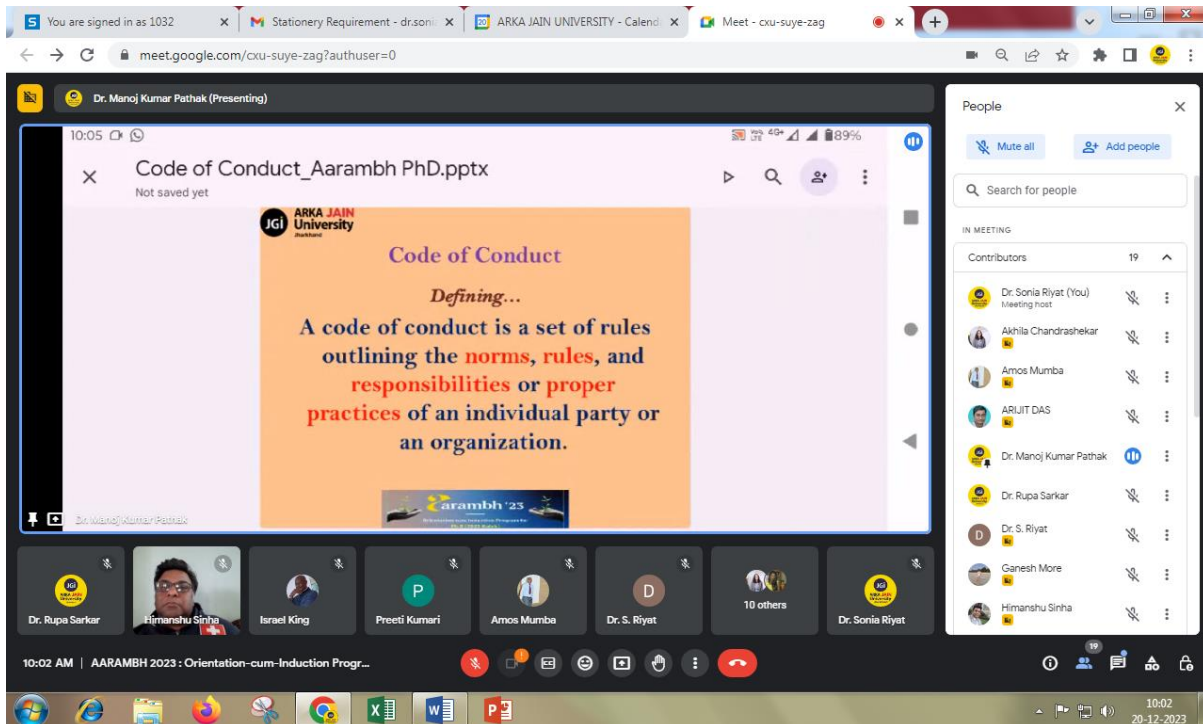 You are signed in as 1032
Stationery Requirement - dr.soni
ARKA JAIN UNIVERSITY - Calend
Meet - cxu-suye-zag
meet.google.com/cxu-suye-zag?authuser=0
Dr. Manoj Kumar Pathak (Presenting)
10:05
4G+
89%
Code of Conduct_Aarambh PhD.pptx
Not saved yet
JGi
ARKA JAIN
University
Jharkhand
Code of Conduct
Defining...
A code of conduct is a set of rules
outlining the norms, rules, and
responsibilities or proper
practices of an individual party or
an organization.
arambh '23
Dr. Manoj Kumar Pathak
Dr. Rupa Sarkar
Himanshu Sinha
Israel King
P
Preeti Kumari
Amos Mumba
D
Dr. S. Riyat
10 others
Dr. Sonia Riyat
10:02 AM | AARAMBH 2023 : Orientation-cum-Induction Progr...
19
People
Mute all
Add people
Search for people
IN MEETING
Contributors 19
Dr. Sonia Riyat (You)
Meeting host
Akhila Chandrashekar
Amos Mumba
ARIJIT DAS
Dr. Manoj Kumar Pathak
Dr. Rupa Sarkar
D
Dr. S. Riyat
Ganesh More
Himanshu Sinha
10:02
20-12-2023